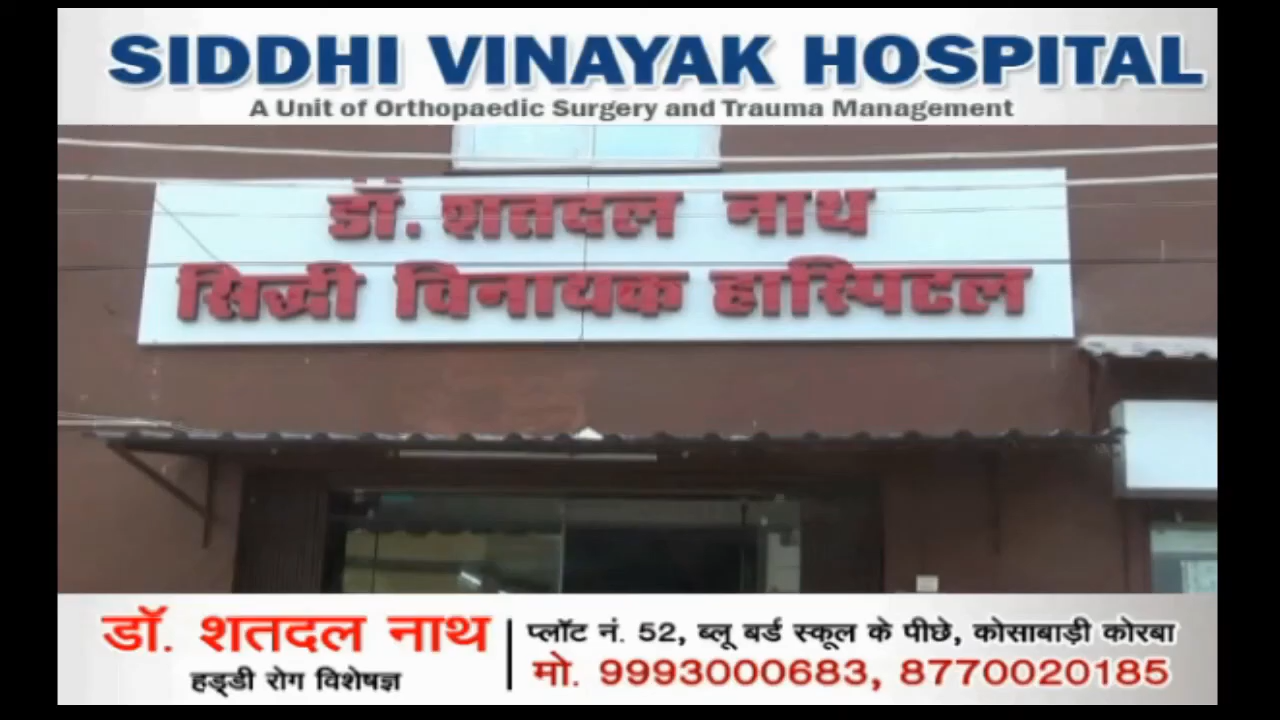 SIDDHI VINAYAK HOSPITAL
A Unit of Orthopaedic Surgery and Trauma Management
डॉ. शतदल नाथ
सिद्धी विनायक हास्पिटल
डॉ. शतदल नाथ
हड्डी रोग विशेषज्ञ
प्लॉट नं. 52, ब्लू बर्ड स्कूल के पीछे, कोसाबाड़ी कोरबा
मो. 9993000683, 8770020185